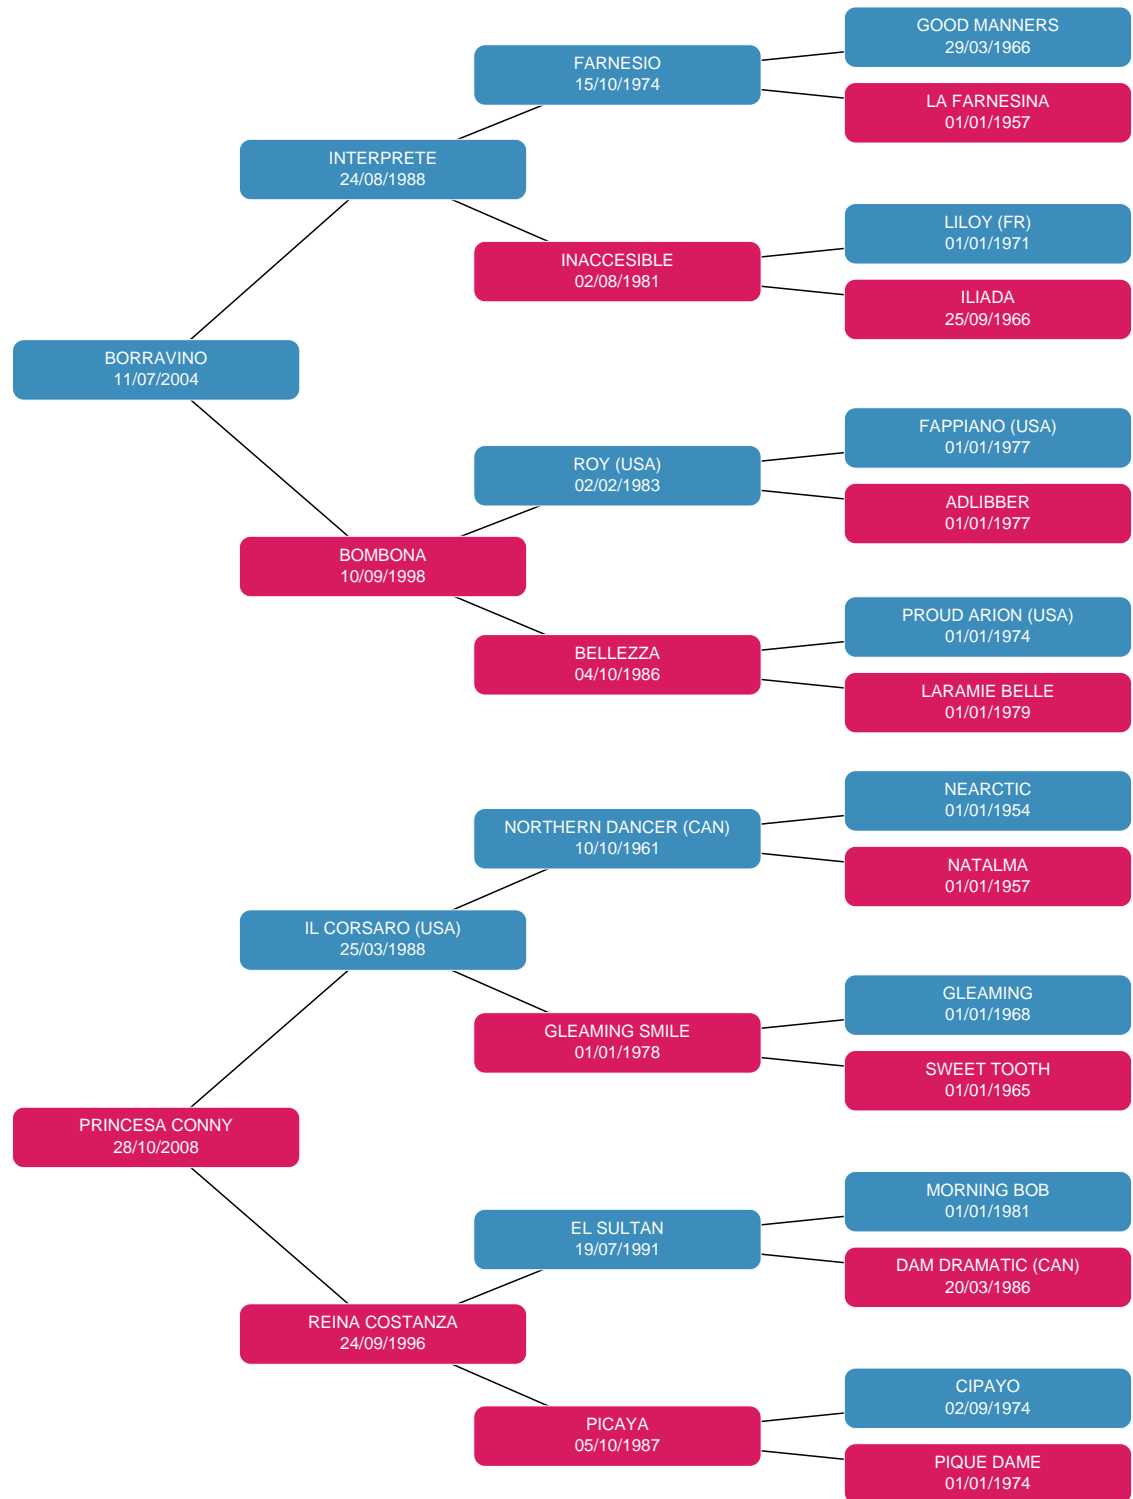 GOOD MANNERS
29/03/1966
FARNESIO
15/10/1974
LA FARNESINA
01/01/1957
INTERPRETE
24/08/1988
LILOY (FR)
01/01/1971
INACCESIBLE
02/08/1981
ILIADA
25/09/1966
BORRAVINO
11/07/2004
FAPPIANO (USA)
01/01/1977
ROY (USA)
02/02/1983
ADLIBBER
01/01/1977
BOMBONA
10/09/1998
PROUD ARION (USA)
01/01/1974
BELLEZZA
04/10/1986
LARAMIE BELLE
01/01/1979
NEARCTIC
01/01/1954
NORTHERN DANCER (CAN)
10/10/1961
NATALMA
01/01/1957
IL CORSARO (USA)
25/03/1988
GLEAMING
01/01/1968
GLEAMING SMILE
01/01/1978
SWEET TOOTH
01/01/1965
PRINCESA CONNY
28/10/2008
MORNING BOB
01/01/1981
EL SULTAN
19/07/1991
DAM DRAMATIC (CAN)
20/03/1986
REINA COSTANZA
24/09/1996
CIPAYO
02/09/1974
PICAYA
05/10/1987
PIQUE DAME
01/01/1974